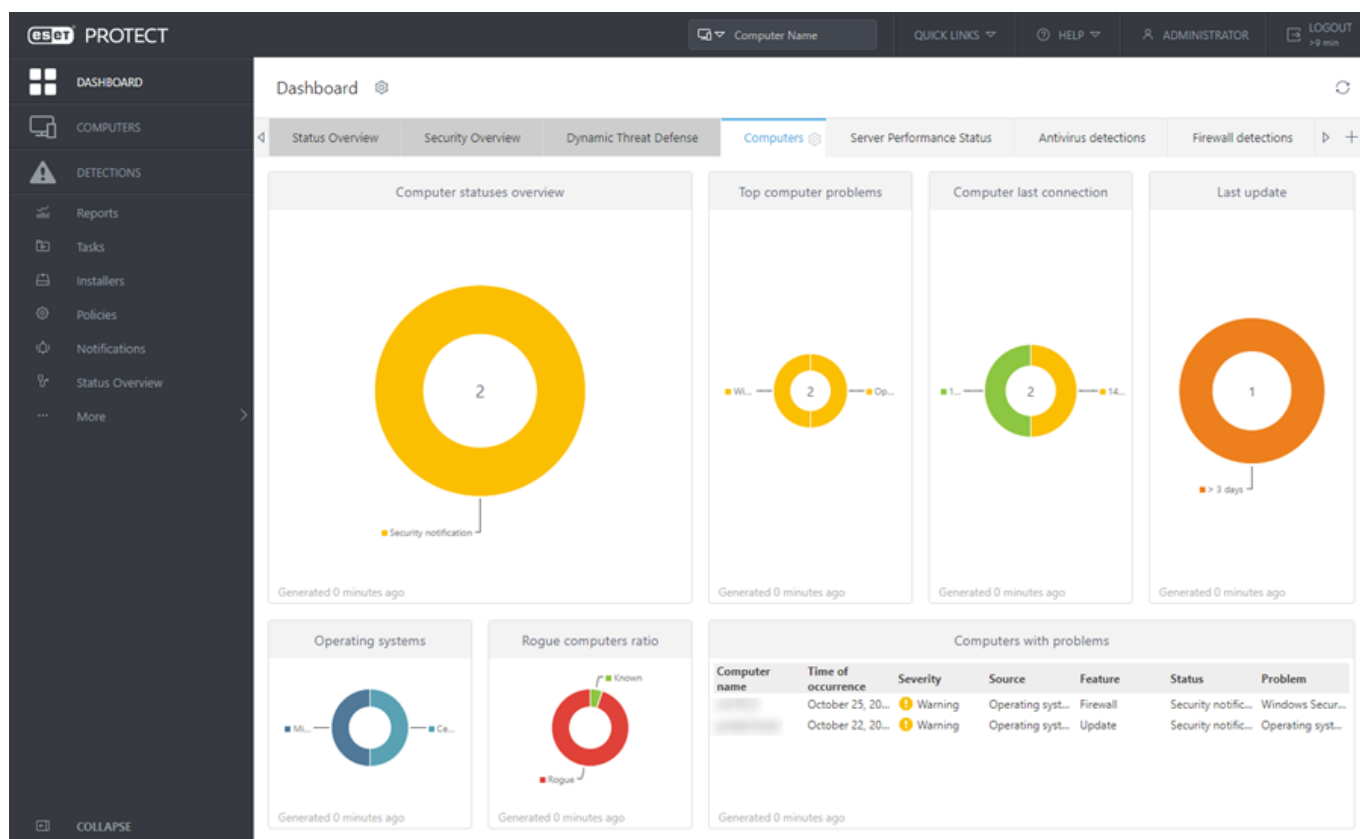 eset PROTECT
Computer Name
QUICK LINKS
HELP
ADMINISTRATOR
LOGOUT
>9 min
DASHBOARD
COMPUTERS
DETECTIONS
Reports
Tasks
Installers
Policies
Notifications
Status Overview
More
COLLAPSE
Dashboard
Status Overview
Security Overview
Dynamic Threat Defense
Computers
Server Performance Status
Antivirus detections
Firewall detections
Computer statuses overview
2
Security notification
Generated 0 minutes ago
Top computer problems
Wi...
2
Op...
Generated 0 minutes ago
Computer last connection
1...
2
14...
Generated 0 minutes ago
Last update
1
> 3 days
Generated 0 minutes ago
Operating systems
Mi...
Ce...
Generated 0 minutes ago
Rogue computers ratio
Known
Rogue
Generated 0 minutes ago
Computers with problems
Computer name Time of occurrence Severity Source Feature Status Problem
October 25, 20... Warning Operating syst... Firewall Security notific... Windows Secur...
October 22, 20... Warning Operating syst... Update Security notific... Operating syst...
Generated 0 minutes ago